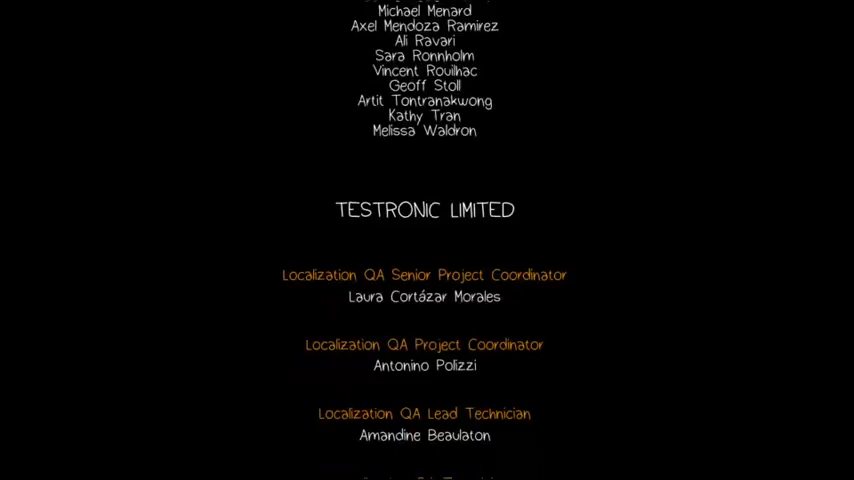 Michael Menard
Axel Mendoza Ramirez
Ali Ravari
Sara Ronnholm
Vincent Rouilhac
Geoff Stoll
Artit Tontranakwong
Kathy Tran
Melissa Waldron
TESTRONIC LIMITED
Localization QA Senior Project Coordinator
Laura Cortázar Morales
Localization QA Project Coordinator
Antonino Polizzi
Localization QA Lead Technician
Amandine Beaulaton